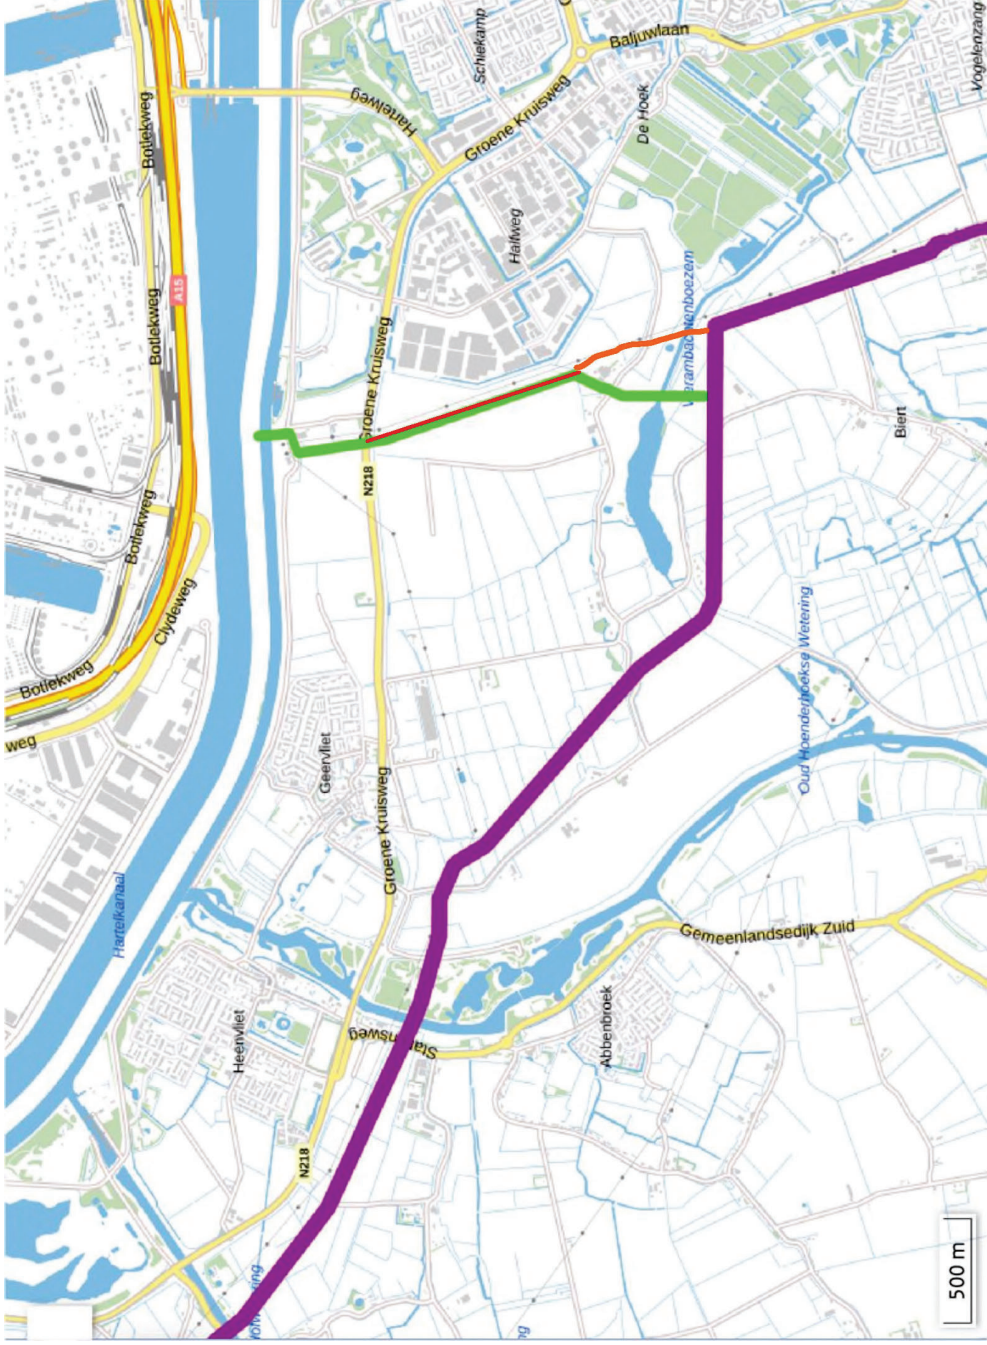 Botlekweg
A15
Botlekweg
Botlekweg
Clydeweg
Botlekweg
weg
Hartelkanaal
Hartelweg
Schiekamp
Baljuwlaan
Groene Kruisweg
De Hoek
Vogelenzang
Halfweg
Groene Kruisweg
N218
Biert
Oud Hoenderhoekse Wetering
Geervliet
Groene Kruisweg
Gemeenlandsedijk Zuid
Heenvliet
Abbenbroek
N218
500 m